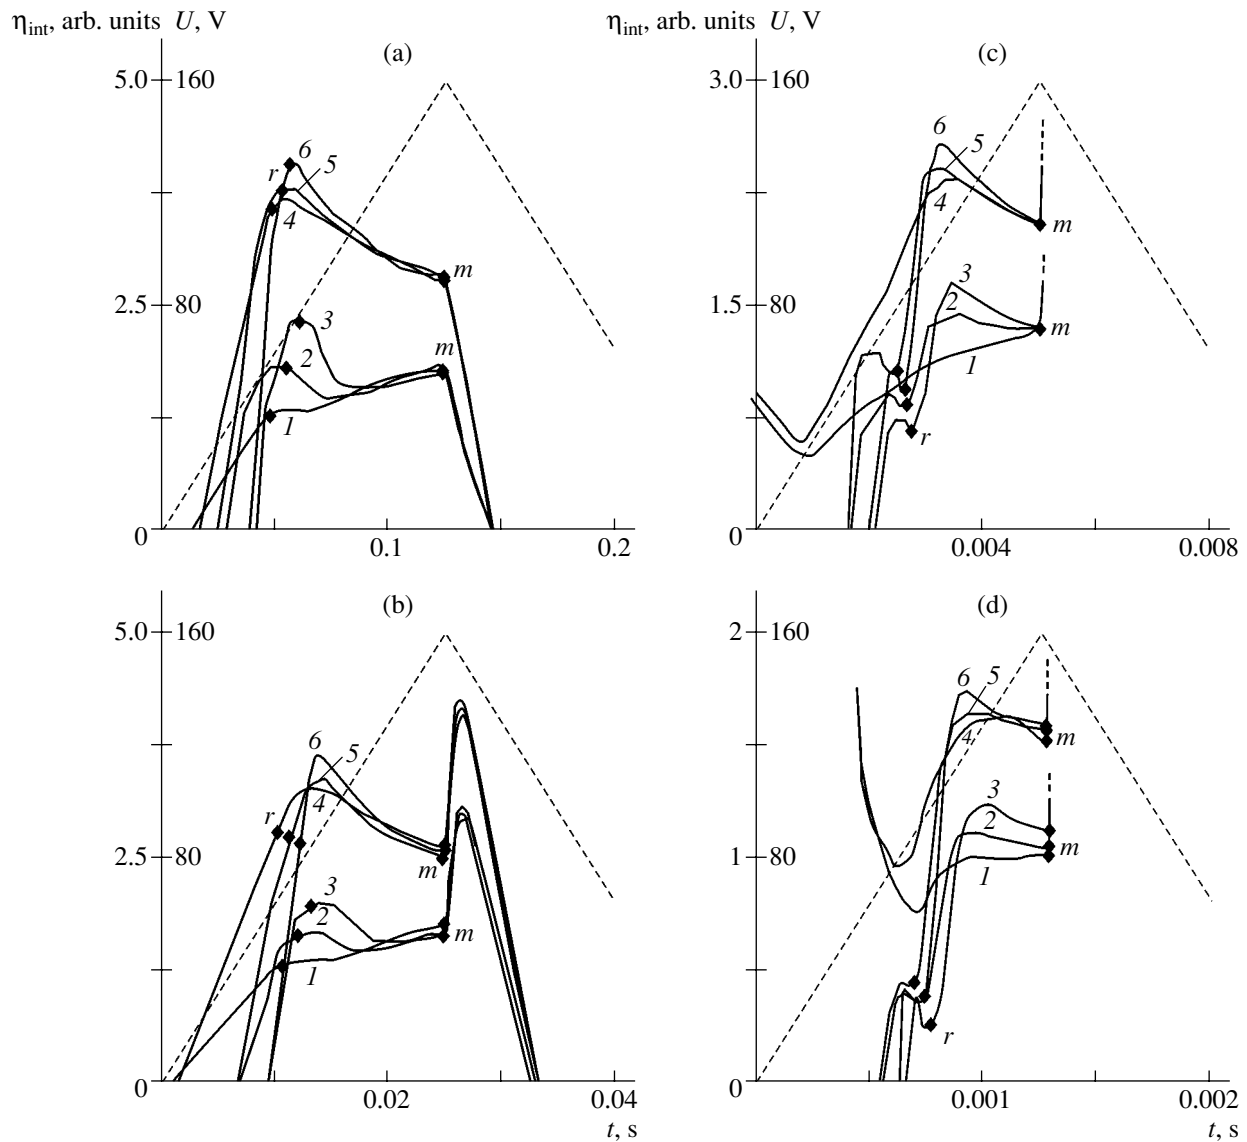 η_int, arb. units U, V
(a)
5.0 160
6
5
r
4
m
2.5 80
3
m
2
1
0
0.1 0.2
η_int, arb. units U, V
(c)
3.0 160
6
5
4
m
3
1.5 80
2
m
1
r
0
0.004 0.008
(b)
5.0 160
6
5
4
r
2.5 80
m
3
2
m
1
0
0.02 0.04
t, s
(d)
2 160
6
5
4
m
3
2
1 80
m
1
r
0
0.001 0.002
t, s